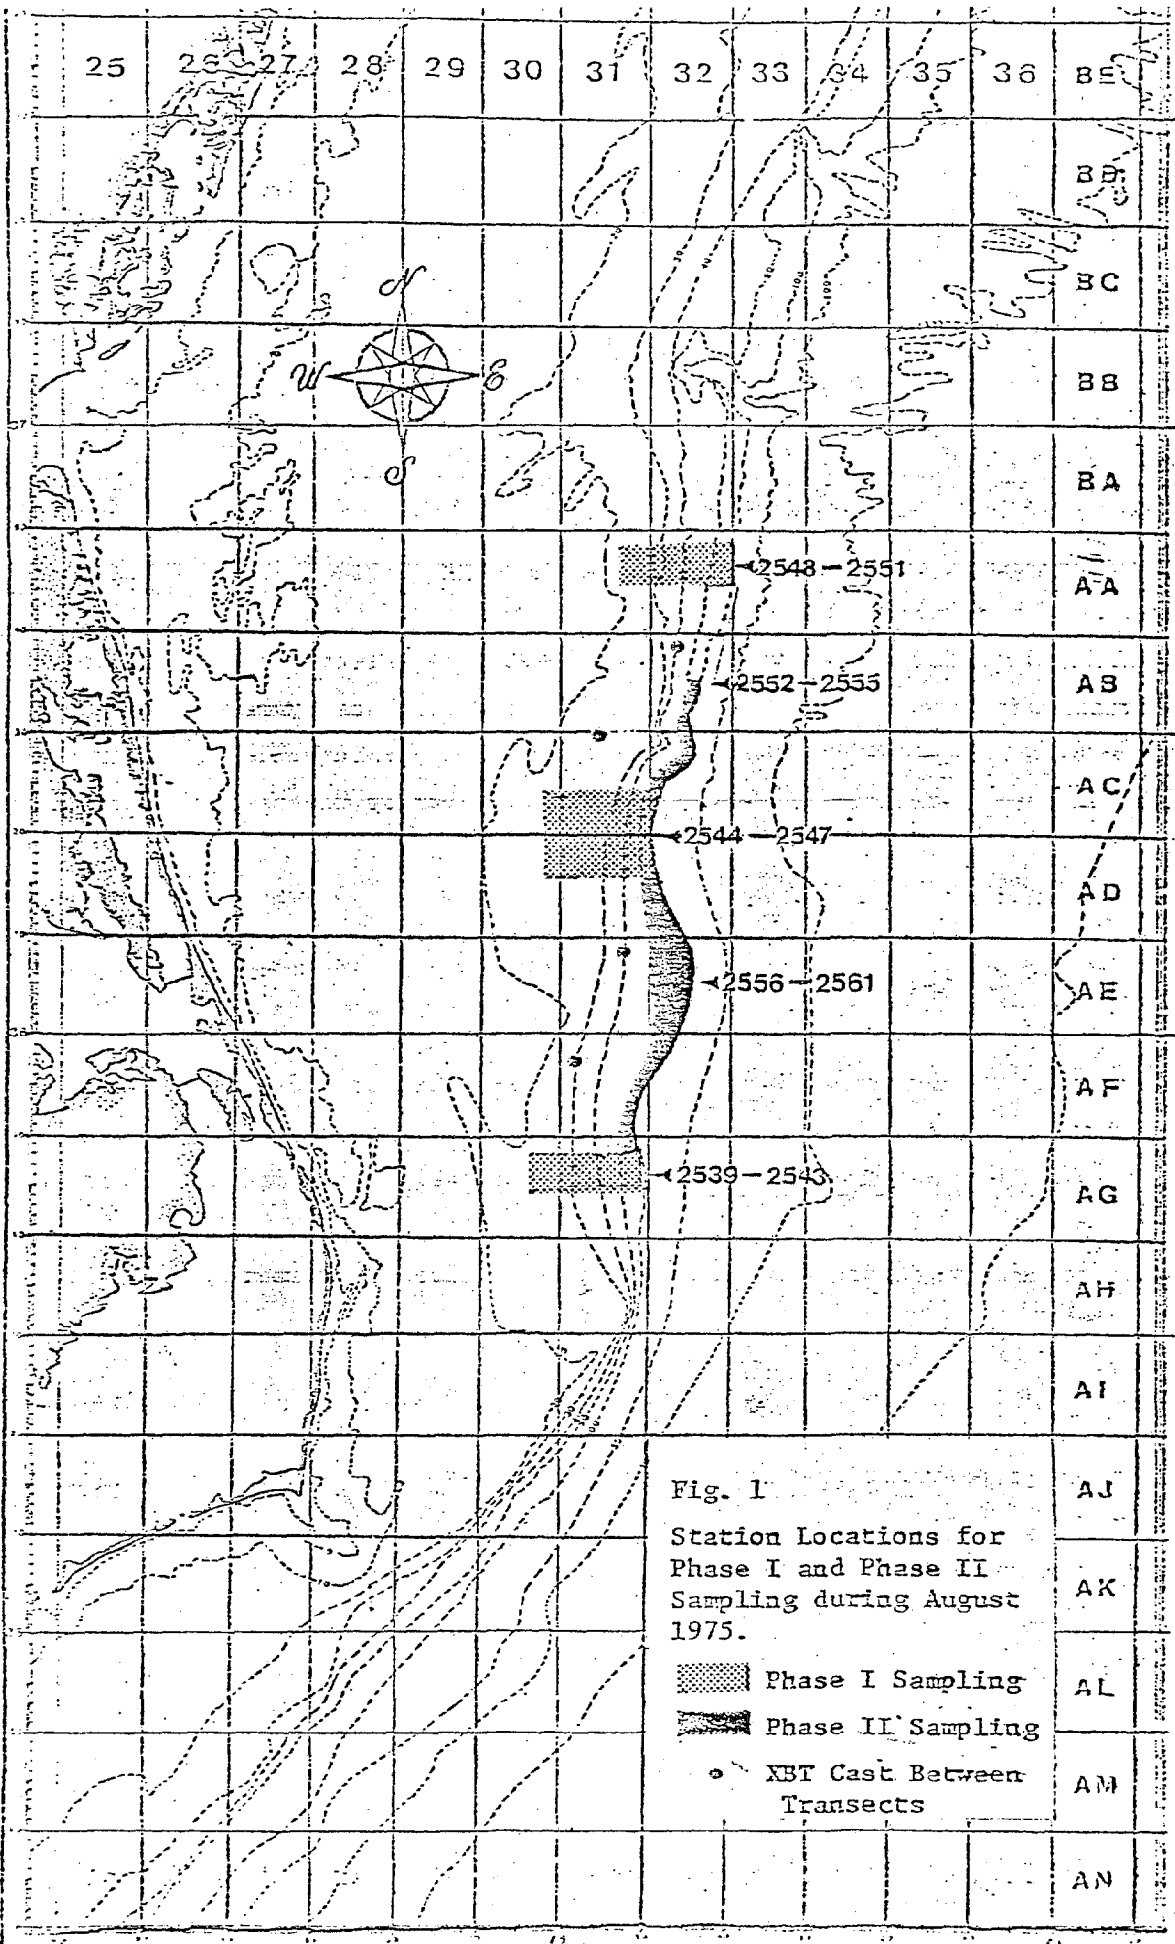 25 26 27 28 29 30 31 32 33 34 35 36 BE
BD
BC
N
W E
BB
S
BA
2548-2551
AA
2552-2555
AB
AC
2544-2547
AD
2556-2561
AE
AF
2539-2543
AG
AH
AI
Fig. 1
AJ
Station Locations for
Phase I and Phase II
AK
Sampling during August
1975.
Phase I Sampling
AL
Phase II Sampling
XBT Cast Between
AM
Transects
AN